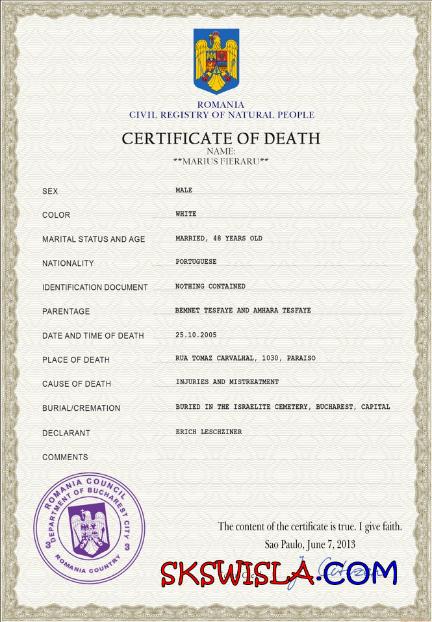 ROMANIA
CIVIL REGISTRY OF NATURAL PEOPLE
CERTIFICATE OF DEATH
NAME:
**MARIUS FIERARU**
SEX MALE
COLOR WHITE
MARITAL STATUS AND AGE MARRIED, 48 YEARS OLD
NATIONALITY PORTUGUESE
IDENTIFICATION DOCUMENT NOTHING CONTAINED
PARENTAGE BEMNET TESFAYE AND AMHARA TESFAYE
DATE AND TIME OF DEATH 25.10.2005
PLACE OF DEATH RUA TOMAZ CARVALHAL, 1030, PARAISO
CAUSE OF DEATH INJURIES AND MISTREATMENT
BURIAL/CREMATION BURIED IN THE ISRAELITE CEMETERY, BUCHAREST, CAPITAL
DECLARANT ERICH LESCHZINER
COMMENTS
ROMANIA COUNCIL
DEPARTMENT OF BUCHAREST CITY
ROMANIA COUNTRY
The content of the certificate is true. I give faith.
Sao Paulo, June 7, 2013
SKSWISLA.COM